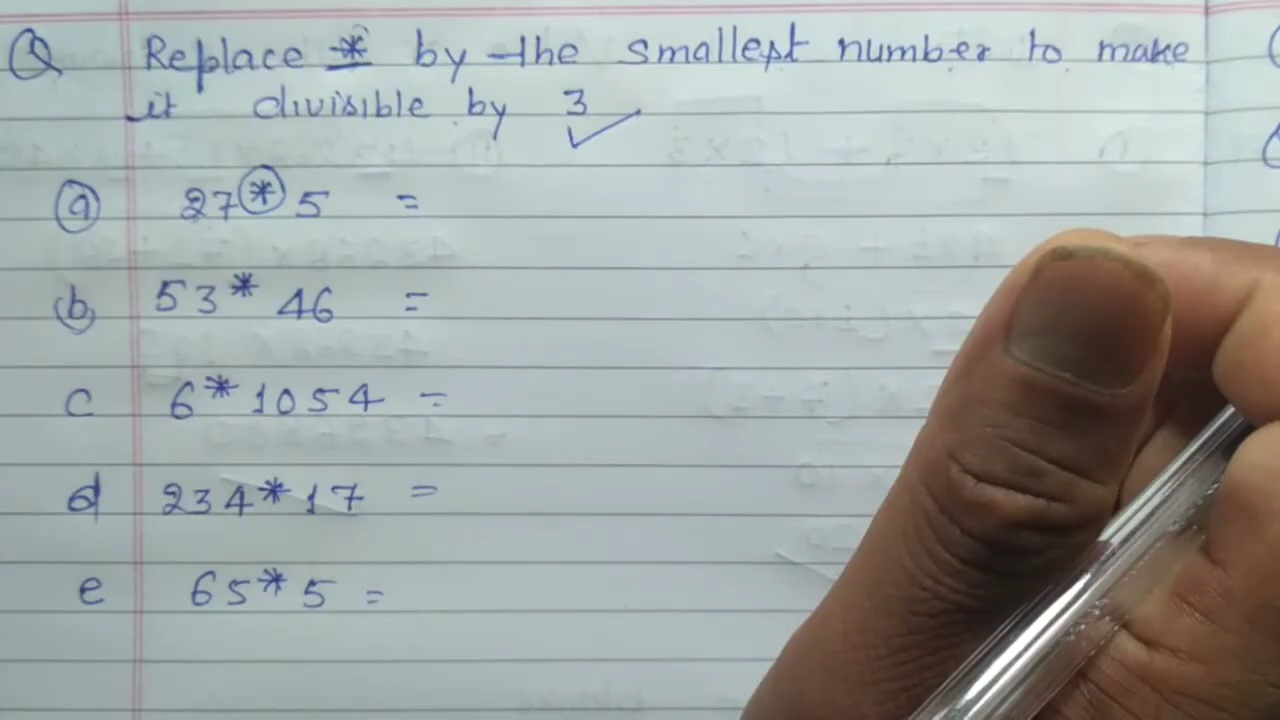 Q Replace * by the smallest number to make
it divisible by 3
a 27*5 =
b 53*46 =
c 6*1054 =
d 234*17 =
e 65*5 =